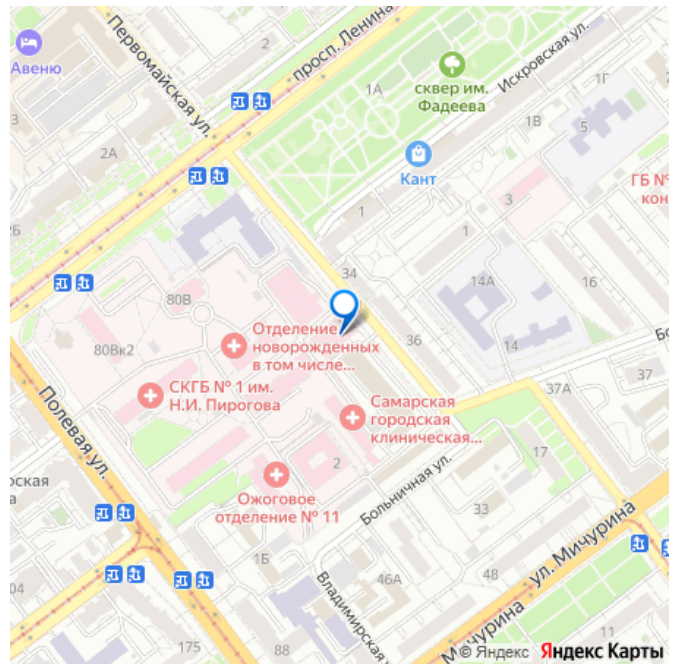 Авеню
Первомайская ул.
2
просп. Ленина
1А
сквер им.
Фадеева
Искровская ул.
1Г
3
2А
1В
5
Кант
ГБ №
кон
3
1
1
6Б
34
14А
16
80В
Отделение
новорожденных
в том числе...
36
14
Бо
80Вк2
СКГБ № 1 им.
Н.И. Пирогова
37А
37
Самарская
городская
клиническая...
Полевая ул.
17
2
Больничная ул.
ская
а
Ожоговое
отделение № 11
33
ул. Мичурина
1Б
48
46А
04
Владимирская
175
88
Мичурина
11
© Яндекс Яндекс Карты